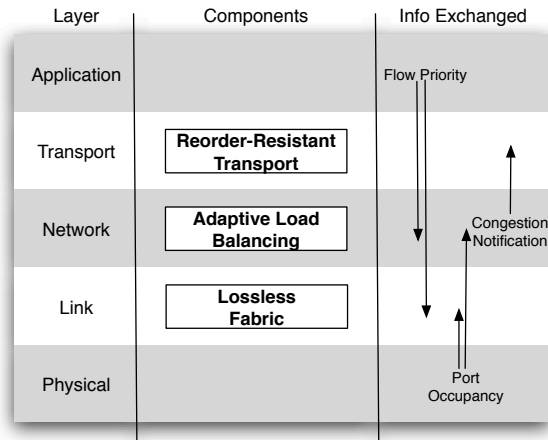 Layer Components Info Exchanged
Application Flow Priority
Transport Reorder-Resistant
Transport
Network Adaptive Load
Balancing Congestion
Notification
Link Lossless
Fabric
Physical Port
Occupancy